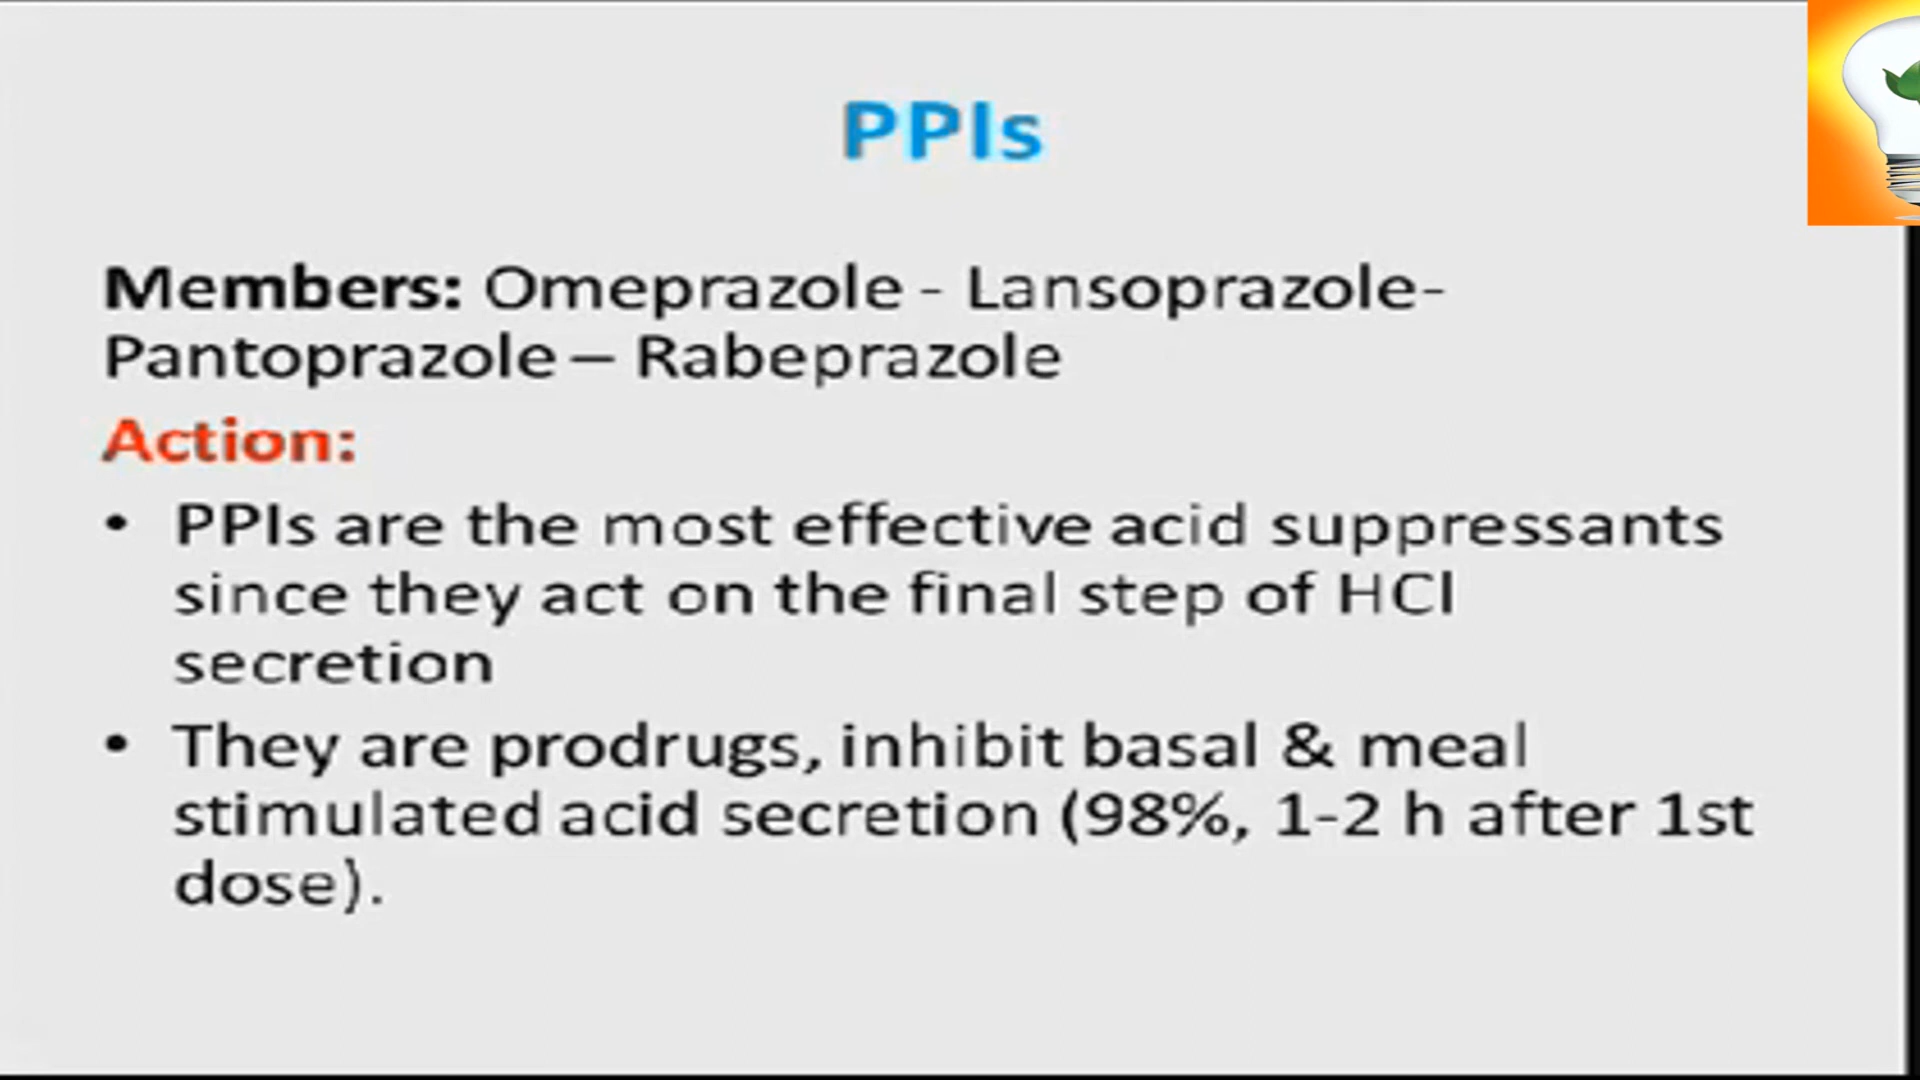 PPIs
Members: Omeprazole - Lansoprazole-
Pantoprazole – Rabeprazole
Action:
• PPIs are the most effective acid suppressants
since they act on the final step of HCl
secretion
• They are prodrugs, inhibit basal & meal
stimulated acid secretion (98%, 1-2 h after 1st
dose).